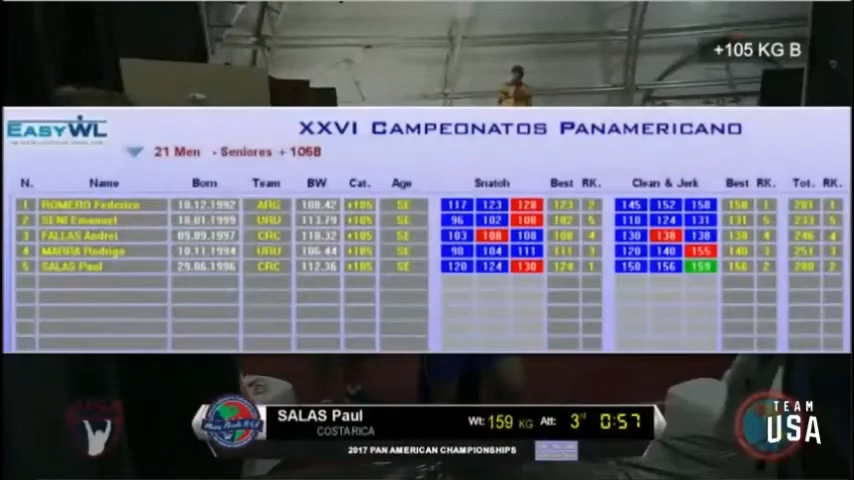 +105 KG B
EASYWL
XXVI CAMPEONATOS PANAMERICANO
21 Men - Seniores +105B
N. Name Born Team BW Cat. Age Snatch Best RK. Clean & Jerk Best RK. Tot. RK.
1 ROMERO Federico 10.12.1992 ARG 108.42 +105 SE 117 123 128 123 2 145 152 158 158 1 281 1
2 SENI Emanuel 10.01.1999 URU 113.79 +105 SE 96 102 108 102 5 118 124 131 131 5 233 5
3 FALLAS Andrei 09.09.1997 CRC 118.32 +105 SE 103 108 108 108 4 130 138 138 138 4 246 4
4 MARRA Rodrigo 10.11.1994 URU 106.44 +105 SE 98 104 111 111 3 120 140 155 140 3 251 3
5 SALAS Paul 29.06.1996 CRC 112.36 +105 SE 120 124 130 124 1 150 156 159 156 2 280 2
SALAS Paul
COSTA RICA
Wt: 159 KG Att: 3rd 0:57
2017 PAN AMERICAN CHAMPIONSHIPS
TEAM
USA